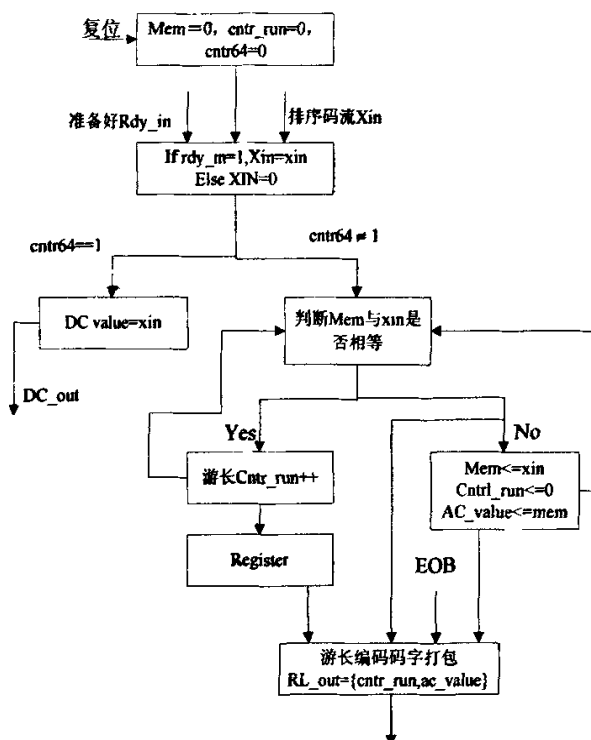 复位
Mem=0, cntr_run=0,
cntr64=0
准备好Rdy_in
排序码流Xin
If rdy_in=1,Xin=xin
Else XIN=0
cntr64==1
cntr64≠1
DC value=xin
判断Mem与xin是
否相等
DC_out
Yes
No
游长Cntr_run++
Mem<=xin
Cntrl_run<=0
AC_value<=mem
Register
EOB
游长编码码字打包
RL_out={cntr_run,ac_value}